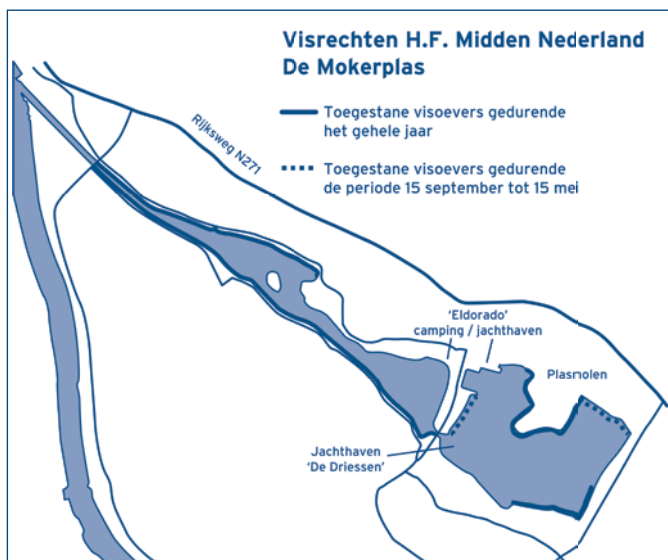 Visrechten H.F. Midden Nederland
De Mokerplas
Toegestane visoevers gedurende
het gehele jaar
Toegestane visoevers gedurende
de periode 15 september tot 15 mei
Rijksweg N271
'Eldorado'
camping / jachthaven
Plasmolen
Jachthaven
'De Driessen'